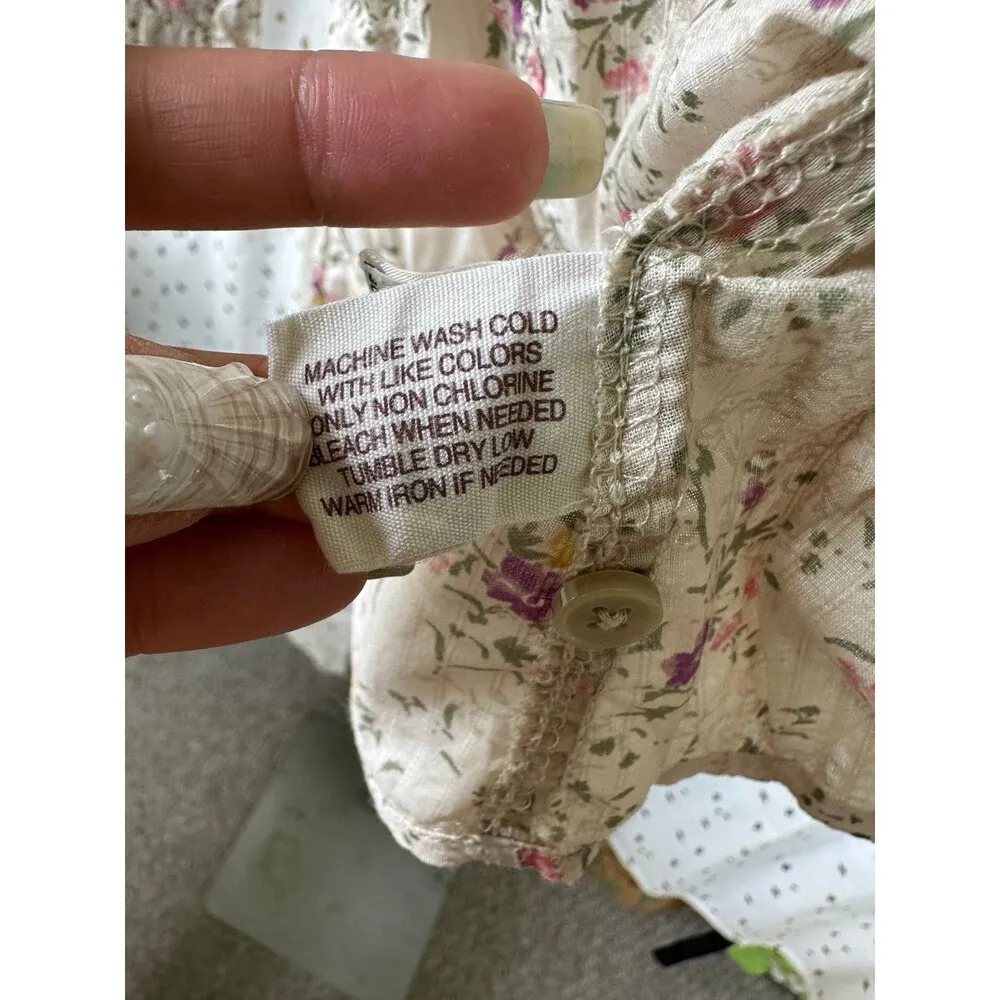 MACHINE WASH COLD
WITH LIKE COLORS
ONLY NON CHLORINE
BLEACH WHEN NEEDED
TUMBLE DRY LOW
WARM IRON IF NEEDED